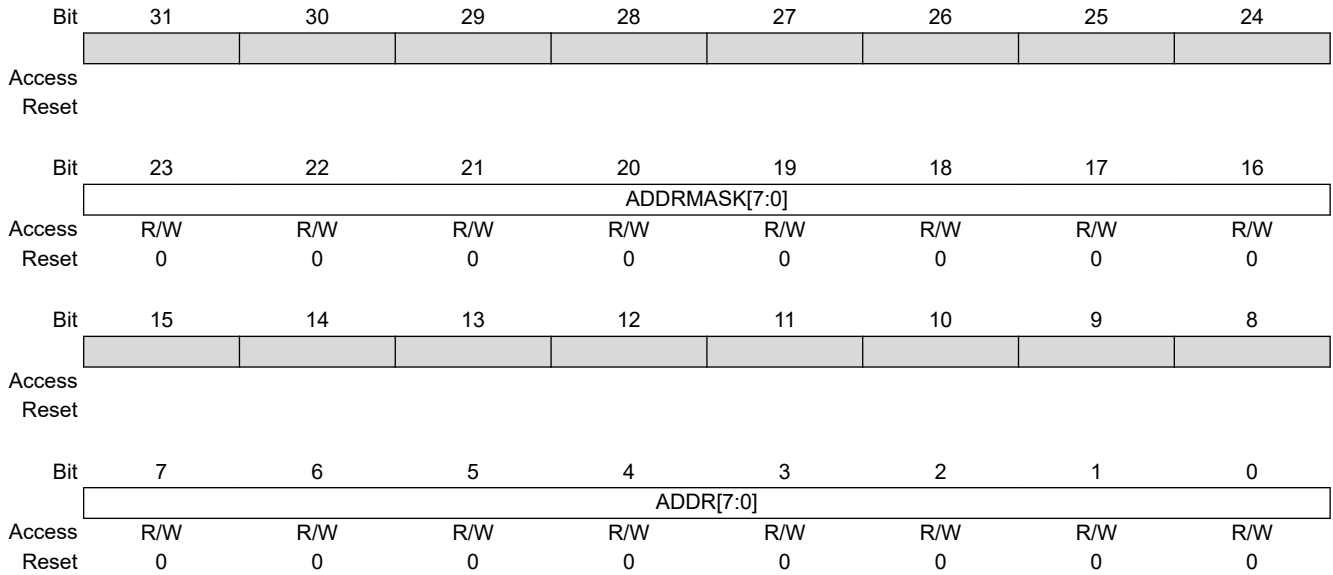 Bit 31 30 29 28 27 26 25 24
Access
Reset
Bit 23 22 21 20 19 18 17 16
ADDRMASK[7:0]
Access R/W R/W R/W R/W R/W R/W R/W R/W
Reset 0 0 0 0 0 0 0 0
Bit 15 14 13 12 11 10 9 8
Access
Reset
Bit 7 6 5 4 3 2 1 0
ADDR[7:0]
Access R/W R/W R/W R/W R/W R/W R/W R/W
Reset 0 0 0 0 0 0 0 0